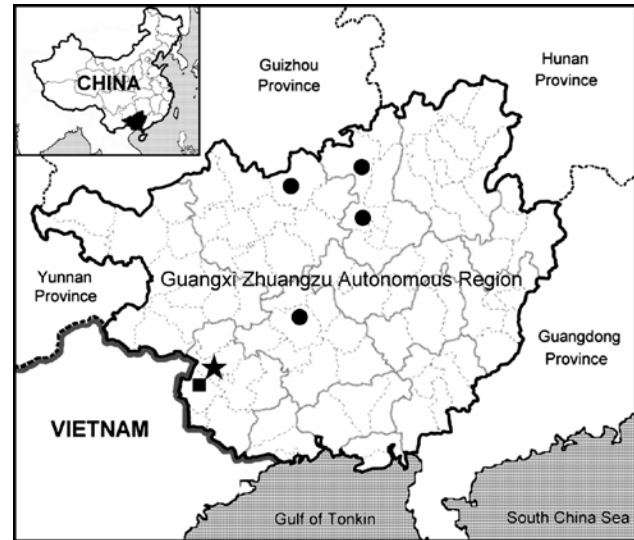 CHINA
Guizhou
Province
Hunan
Province
Yunnan
Province
Guangxi Zhuangzu Autonomous Region
Guangdong
Province
VIETNAM
Gulf of Tonkin
South China Sea